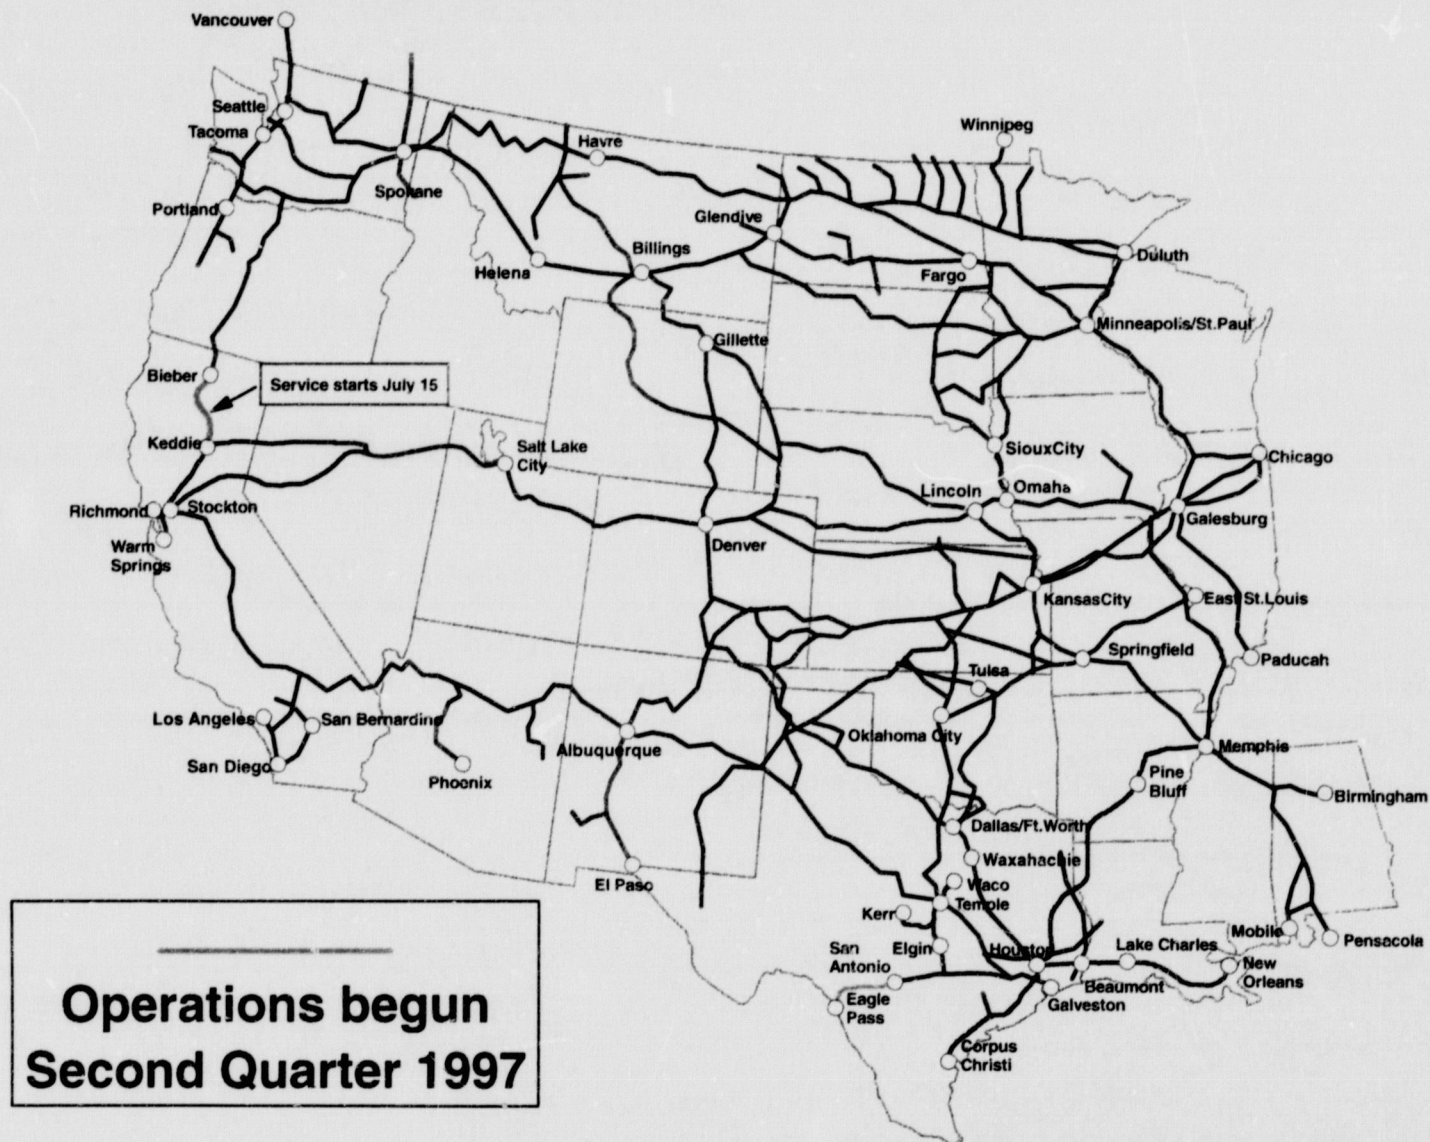 Vancouver
Seattle
Tacoma
Spokane
Portland
Havre
Winnipeg
Glendive
Billings
Helena
Fargo
Duluth
Minneapolis/St.Paul
Gillette
Bieber
Service starts July 15
Keddie
Salt Lake
City
SiouxCity
Chicago
Lincoln
Omaha
Richmond
Stockton
Galesburg
Warm
Springs
Denver
KansasCity
East St.Louis
Springfield
Paducah
Tulsa
Los Angeles
San Bernardino
Oklahoma City
Albuquerque
Memphis
San Diego
Phoenix
Pine
Bluff
Birmingham
Dallas/Ft.Worth
Waxahachie
El Paso
Waco
Temple
Kerr
Mobile
Pensacola
San
Antonio
Elgin
Houston
Lake Charles
New
Orleans
Beaumont
Galveston
Eagle
Pass
Corpus
Christi
Operations begun
Second Quarter 1997